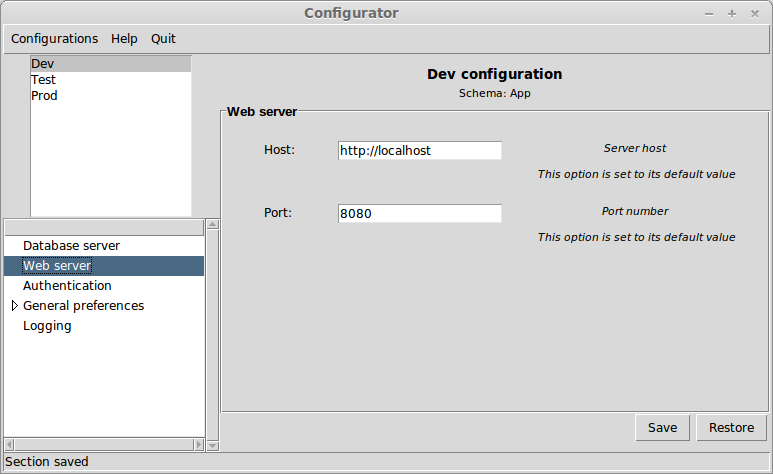 Configurator
Configurations Help Quit
Dev
Test
Prod
Database server
Web server
Authentication
General preferences
Logging
Dev configuration
Schema: App
Web server
Host: http://localhost Server host
This option is set to its default value
Port: 8080 Port number
This option is set to its default value
Save Restore
Section saved